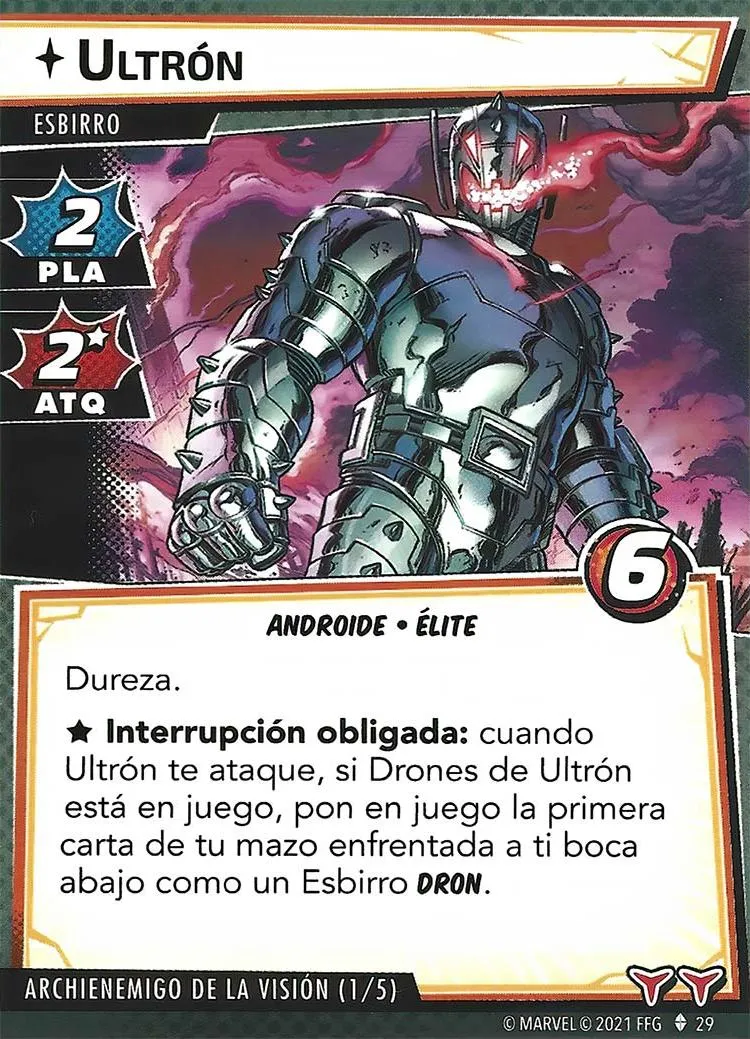 ULTRÓN
ESBIRRO
2
PLA
2★
ATQ
6
ANDROIDE • ÉLITE
Dureza.
★ Interrupción obligada: cuando
Ultrón te ataque, si Drones de Ultrón
está en juego, pon en juego la primera
carta de tu mazo enfrentada a ti boca
abajo como un Esbirro DRON.
ARCHIENEMIGO DE LA VISIÓN (1/5)
© MARVEL © 2021 FFG 29